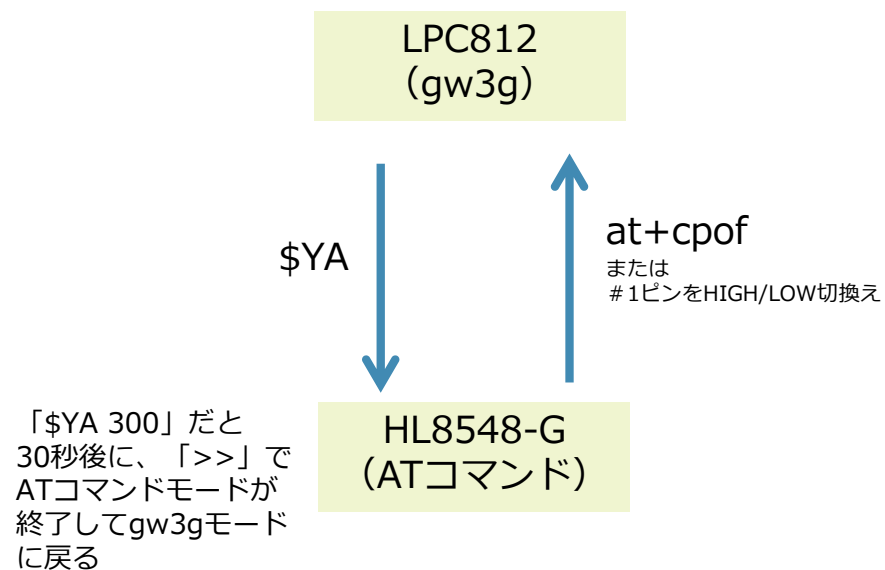 LPC812
（gw3g）
$YA
at+cpof
または
＃1ピンをHIGH/LOW切換え
「$YA 300」だと
30秒後に、「>>」で
ATコマンドモードが
終了してgw3gモード
に戻る
HL8548-G
（ATコマンド）